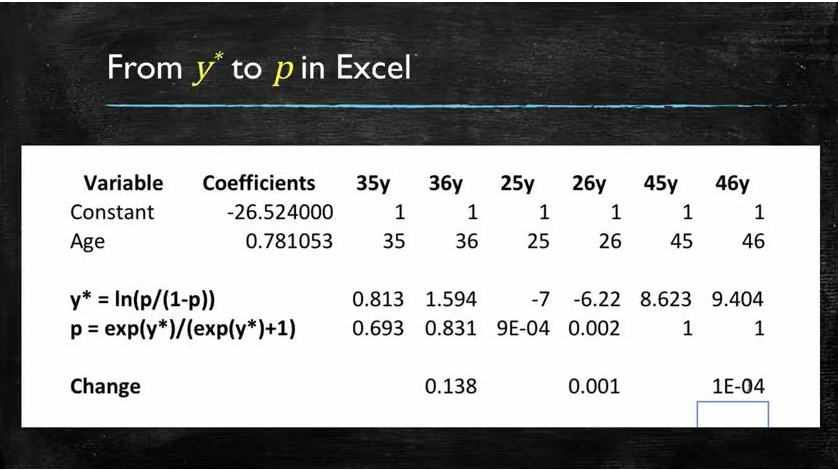 From y* to p in Excel
Variable Coefficients 35y 36y 25y 26y 45y 46y
Constant -26.524000 1 1 1 1 1 1
Age 0.781053 35 36 25 26 45 46
y* = ln(p/(1-p)) 0.813 1.594 -7 -6.22 8.623 9.404
p = exp(y*)/(exp(y*)+1) 0.693 0.831 9E-04 0.002 1 1
Change 0.138 0.001 1E-04